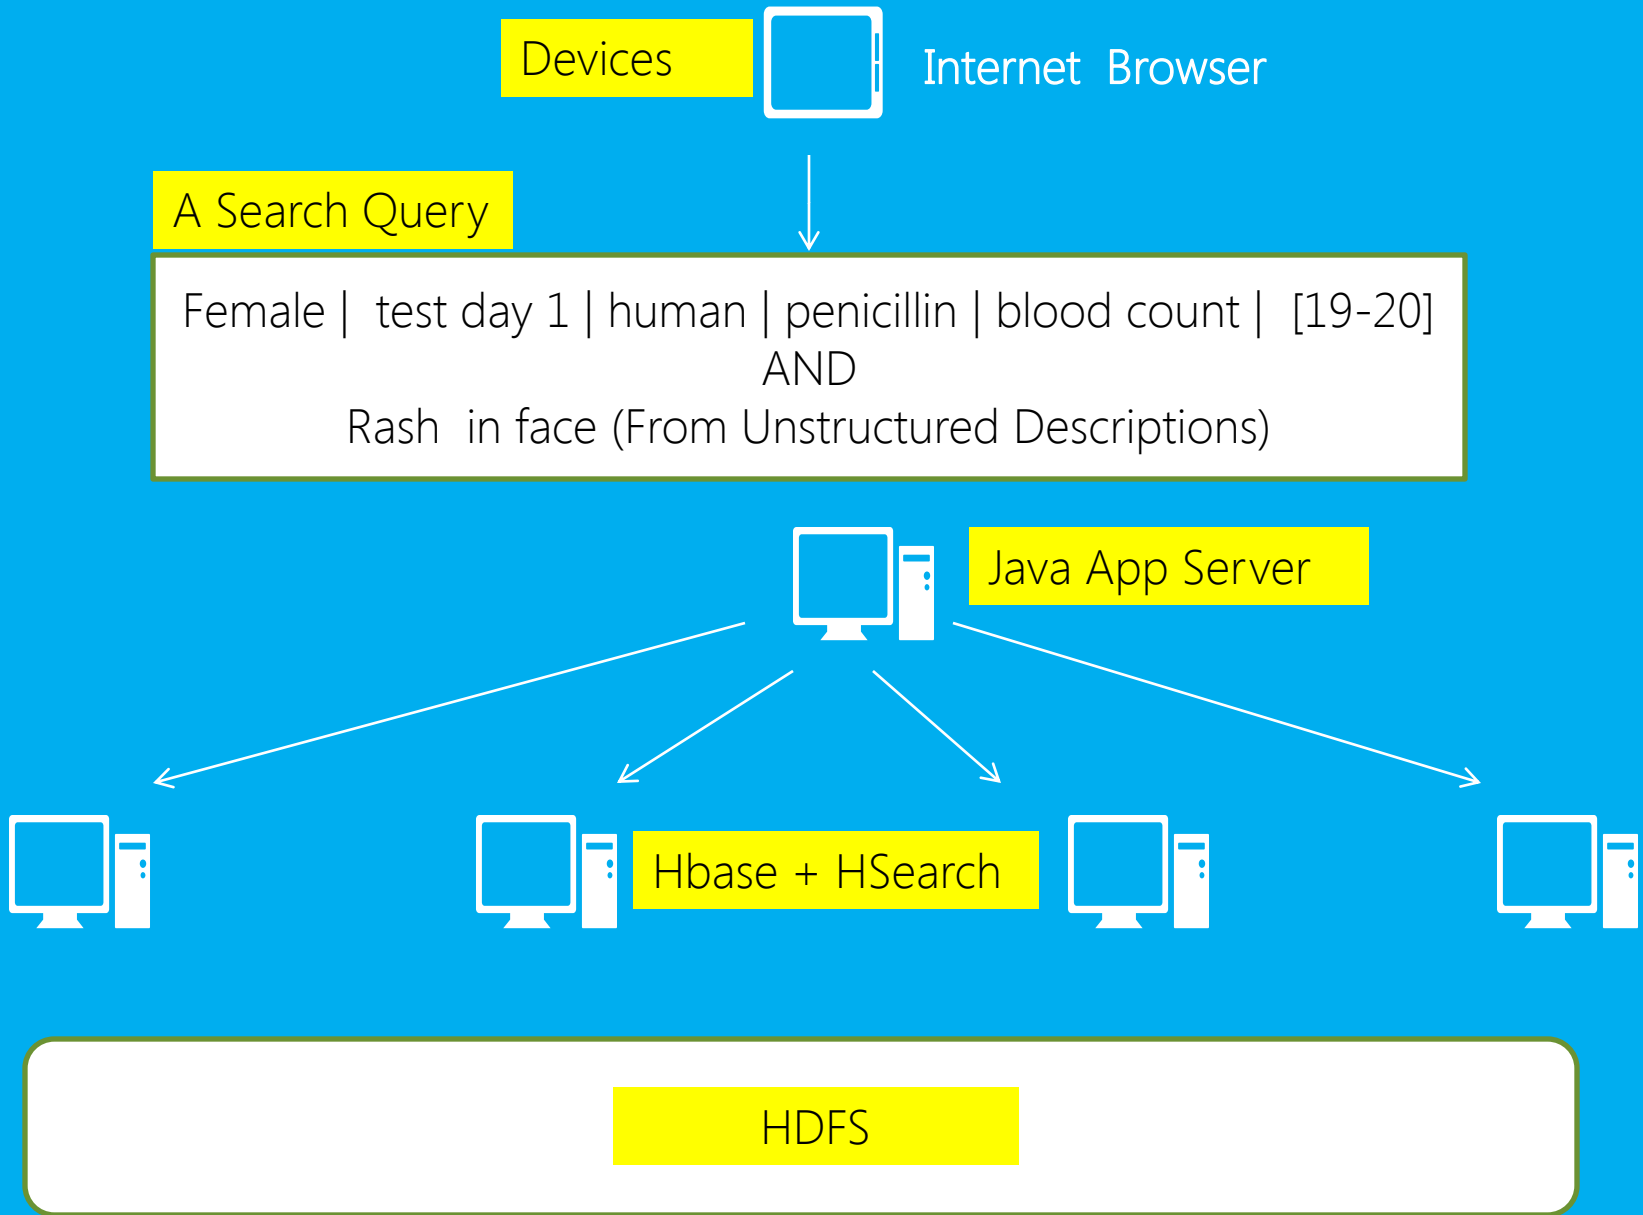 Devices
Internet Browser
A Search Query
Female | test day 1 | human | penicillin | blood count | [19-20]
AND
Rash in face (From Unstructured Descriptions)
Java App Server
Hbase + HSearch
HDFS